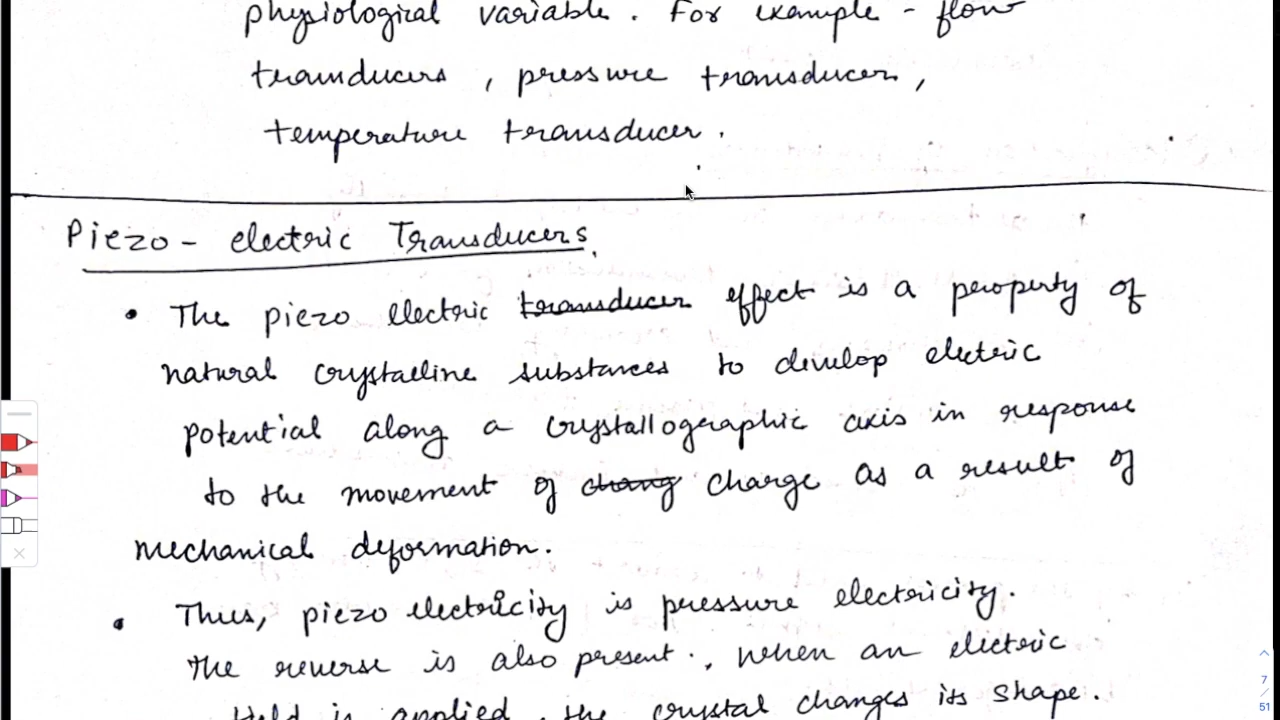 physiological variable. For example - flow
transducers, pressure transducer,
temperature transducer.
Piezo-electric Transducers.
• The piezo electric transducer effect is a property of
natural crystalline substances to develop electric
potential along a crystallographic axis in response
to the movement of chang charge as a result of
mechanical deformation.
• Thus, piezo electricity is pressure electricity.
The reverse is also present., When an electric
field is applied, the crystal changes its shape.
7
/
51